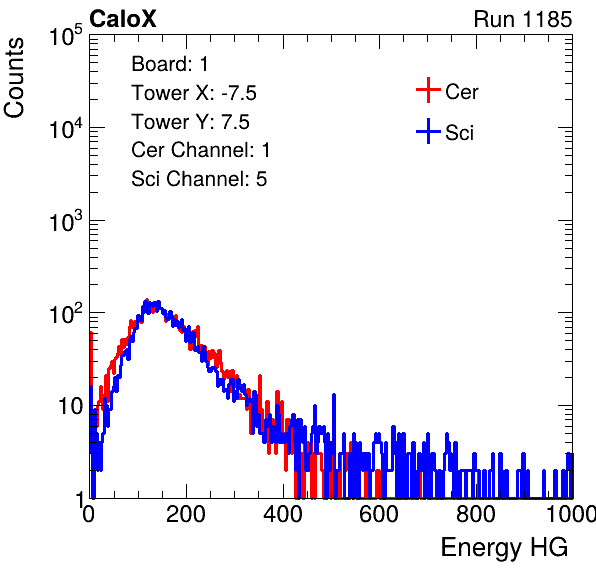 CaloX Run 1185
Counts
Board: 1
Tower X: -7.5
Tower Y: 7.5
Cer Channel: 1
Sci Channel: 5
Cer
Sci
10^5
10^4
10^3
10^2
10
1
0 200 400 600 800 1000
Energy HG